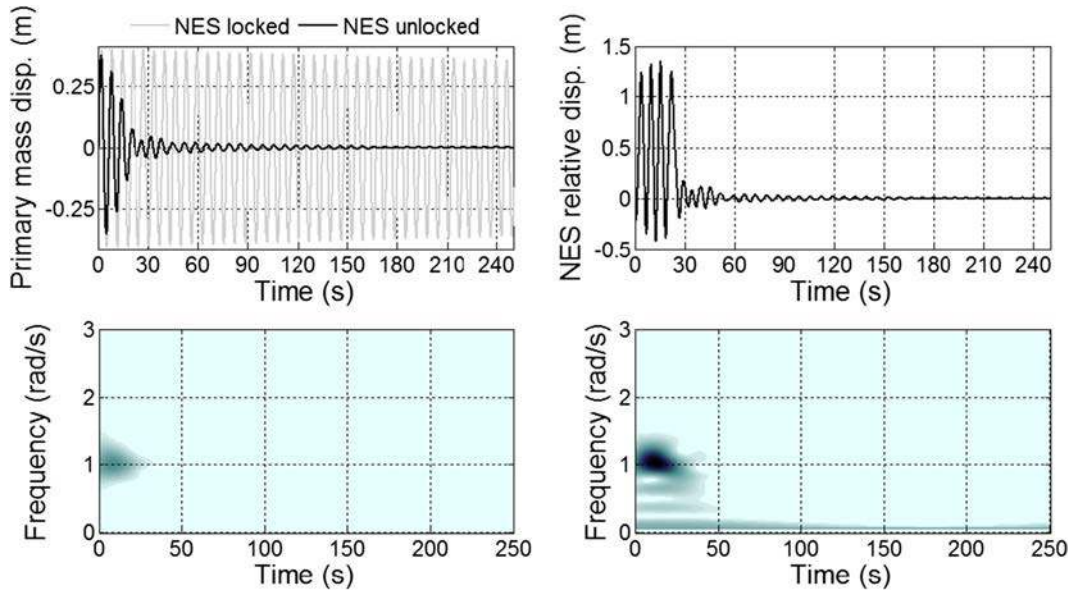 NES locked NES unlocked
Primary mass disp. (m)
0.25
0
-0.25
0 30 60 90 120 150 180 210 240
Time (s)
NES relative disp. (m)
1.5
1
0.5
0
-0.5
0 30 60 90 120 150 180 210 240
Time (s)
Frequency (rad/s)
3
2
1
0
0 50 100 150 200 250
Time (s)
Frequency (rad/s)
3
2
1
0
0 50 100 150 200 250
Time (s)